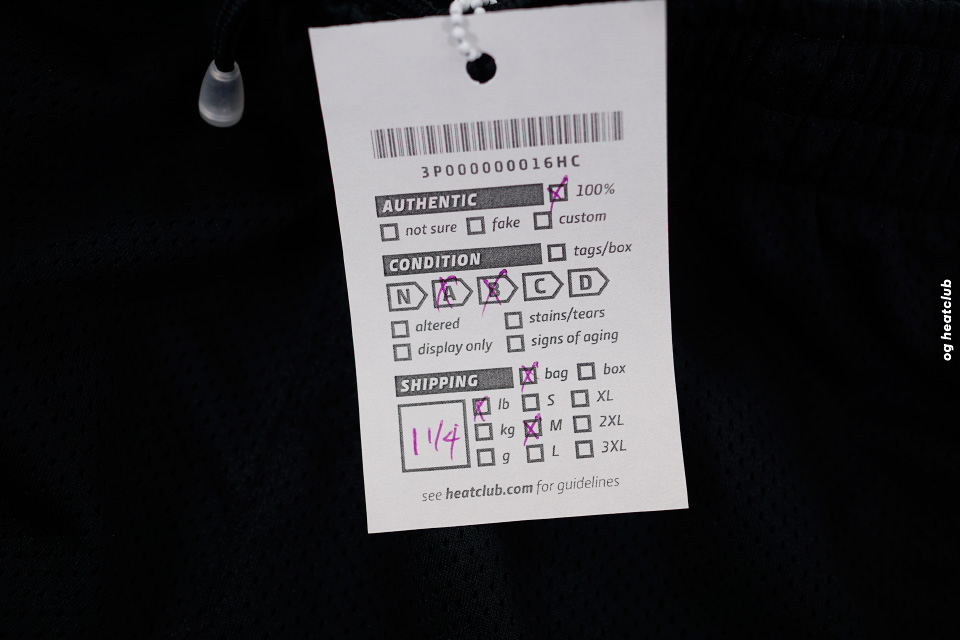 3P000000016HC
AUTHENTIC 100%
not sure fake custom
CONDITION tags/box
N A B C D
altered stains/tears
display only signs of aging
SHIPPING bag box
lb S XL
1 1/4 kg M 2XL
g L 3XL
see heatclub.com for guidelines
og heatclub